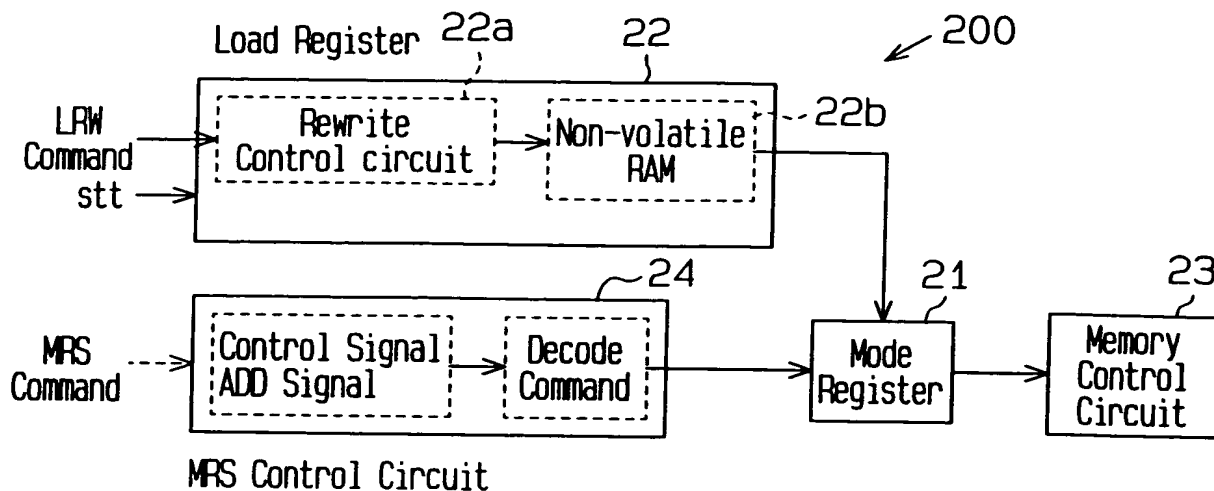 Load Register
22a
22
200
LRW
Command
stt
Rewrite
Control circuit
Non-volatile
RAM
22b
24
21
23
MRS
Command
Control Signal
ADD Signal
Decode
Command
Mode
Register
Memory
Control
Circuit
MRS Control Circuit